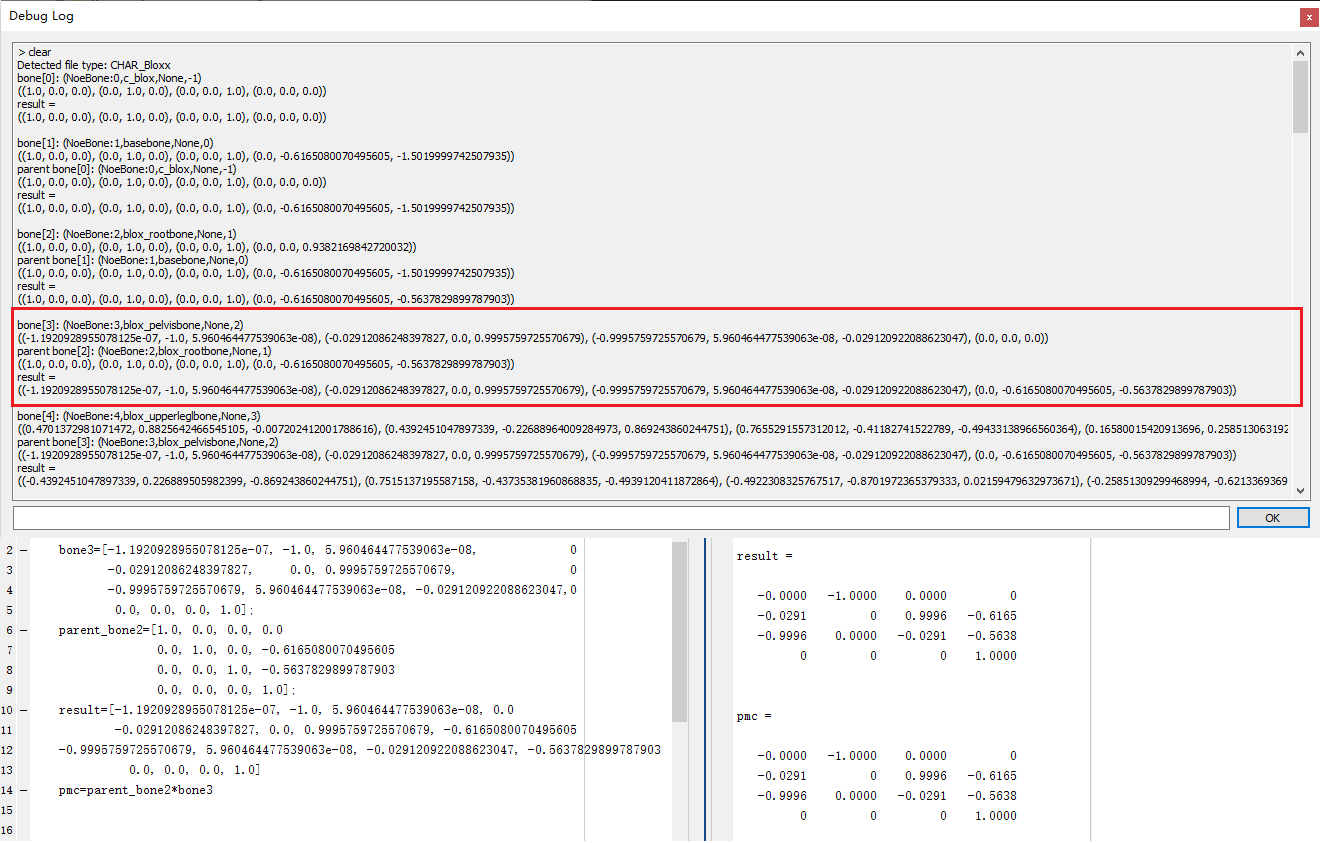 Debug Log
x
> clear
Detected file type: CHAR_Bloxx
bone[0]: (NoeBone:0,c_blox,None,-1)
((1.0, 0.0, 0.0), (0.0, 1.0, 0.0), (0.0, 0.0, 1.0), (0.0, 0.0, 0.0))
result =
((1.0, 0.0, 0.0), (0.0, 1.0, 0.0), (0.0, 0.0, 1.0), (0.0, 0.0, 0.0))
bone[1]: (NoeBone:1,basebone,None,0)
((1.0, 0.0, 0.0), (0.0, 1.0, 0.0), (0.0, 0.0, 1.0), (0.0, -0.6165080070495605, -1.5019999742507935))
parent bone[0]: (NoeBone:0,c_blox,None,-1)
((1.0, 0.0, 0.0), (0.0, 1.0, 0.0), (0.0, 0.0, 1.0), (0.0, 0.0, 0.0))
result =
((1.0, 0.0, 0.0), (0.0, 1.0, 0.0), (0.0, 0.0, 1.0), (0.0, -0.6165080070495605, -1.5019999742507935))
bone[2]: (NoeBone:2,blox_rootbone,None,1)
((1.0, 0.0, 0.0), (0.0, 1.0, 0.0), (0.0, 0.0, 1.0), (0.0, 0.0, 0.9382169842720032))
parent bone[1]: (NoeBone:1,basebone,None,0)
((1.0, 0.0, 0.0), (0.0, 1.0, 0.0), (0.0, 0.0, 1.0), (0.0, -0.6165080070495605, -1.5019999742507935))
result =
((1.0, 0.0, 0.0), (0.0, 1.0, 0.0), (0.0, 0.0, 1.0), (0.0, -0.6165080070495605, -0.5637829899787903))
bone[3]: (NoeBone:3,blox_pelvisbone,None,2)
((-1.1920928955078125e-07, -1.0, 5.960464477539063e-08), (-0.02912086248397827, 0.0, 0.9995759725570679), (-0.9995759725570679, 5.960464477539063e-08, -0.029120922088623047), (0.0, 0.0, 0.0))
parent bone[2]: (NoeBone:2,blox_rootbone,None,1)
((1.0, 0.0, 0.0), (0.0, 1.0, 0.0), (0.0, 0.0, 1.0), (0.0, -0.6165080070495605, -0.5637829899787903))
result =
((-1.1920928955078125e-07, -1.0, 5.960464477539063e-08), (-0.02912086248397827, 0.0, 0.9995759725570679), (-0.9995759725570679, 5.960464477539063e-08, -0.029120922088623047), (0.0, -0.6165080070495605, -0.5637829899787903))
bone[4]: (NoeBone:4,blox_upperleglbone,None,3)
((0.4701372981071472, 0.8825642466545105, -0.007202412001788616), (0.4392451047897339, -0.22688964009284973, 0.869243860244751), (0.7655291557312012, -0.41182741522789, -0.49433138966560364), (0.16580015420913696, 0.258513063192
parent bone[3]: (NoeBone:3,blox_pelvisbone,None,2)
((-1.1920928955078125e-07, -1.0, 5.960464477539063e-08), (-0.02912086248397827, 0.0, 0.9995759725570679), (-0.9995759725570679, 5.960464477539063e-08, -0.029120922088623047), (0.0, -0.6165080070495605, -0.5637829899787903))
result =
((-0.4392451047897339, 0.226889505982399, -0.869243860244751), (0.7515137195587158, -0.43735381960868835, -0.4939120411872864), (-0.4922308325767517, -0.8701972365379333, 0.02159479632973671), (-0.25851309299468994, -0.6213369369
OK
2 — bone3=[-1.1920928955078125e-07, -1.0, 5.960464477539063e-08, 0
3 -0.02912086248397827, 0.0, 0.9995759725570679, 0
4 -0.9995759725570679, 5.960464477539063e-08, -0.029120922088623047,0
5 0.0, 0.0, 0.0, 1.0];
6 — parent_bone2=[1.0, 0.0, 0.0, 0.0
7 0.0, 1.0, 0.0, -0.6165080070495605
8 0.0, 0.0, 1.0, -0.5637829899787903
9 0.0, 0.0, 0.0, 1.0];
10 — result=[-1.1920928955078125e-07, -1.0, 5.960464477539063e-08, 0.0
11 -0.02912086248397827, 0.0, 0.9995759725570679, -0.6165080070495605
12 -0.9995759725570679, 5.960464477539063e-08, -0.029120922088623047, -0.5637829899787903
13 0.0, 0.0, 0.0, 1.0]
14 — pmc=parent_bone2*bone3
15
16
result =
-0.0000 -1.0000 0.0000 0
-0.0291 0 0.9996 -0.6165
-0.9996 0.0000 -0.0291 -0.5638
0 0 0 1.0000
pmc =
-0.0000 -1.0000 0.0000 0
-0.0291 0 0.9996 -0.6165
-0.9996 0.0000 -0.0291 -0.5638
0 0 0 1.0000